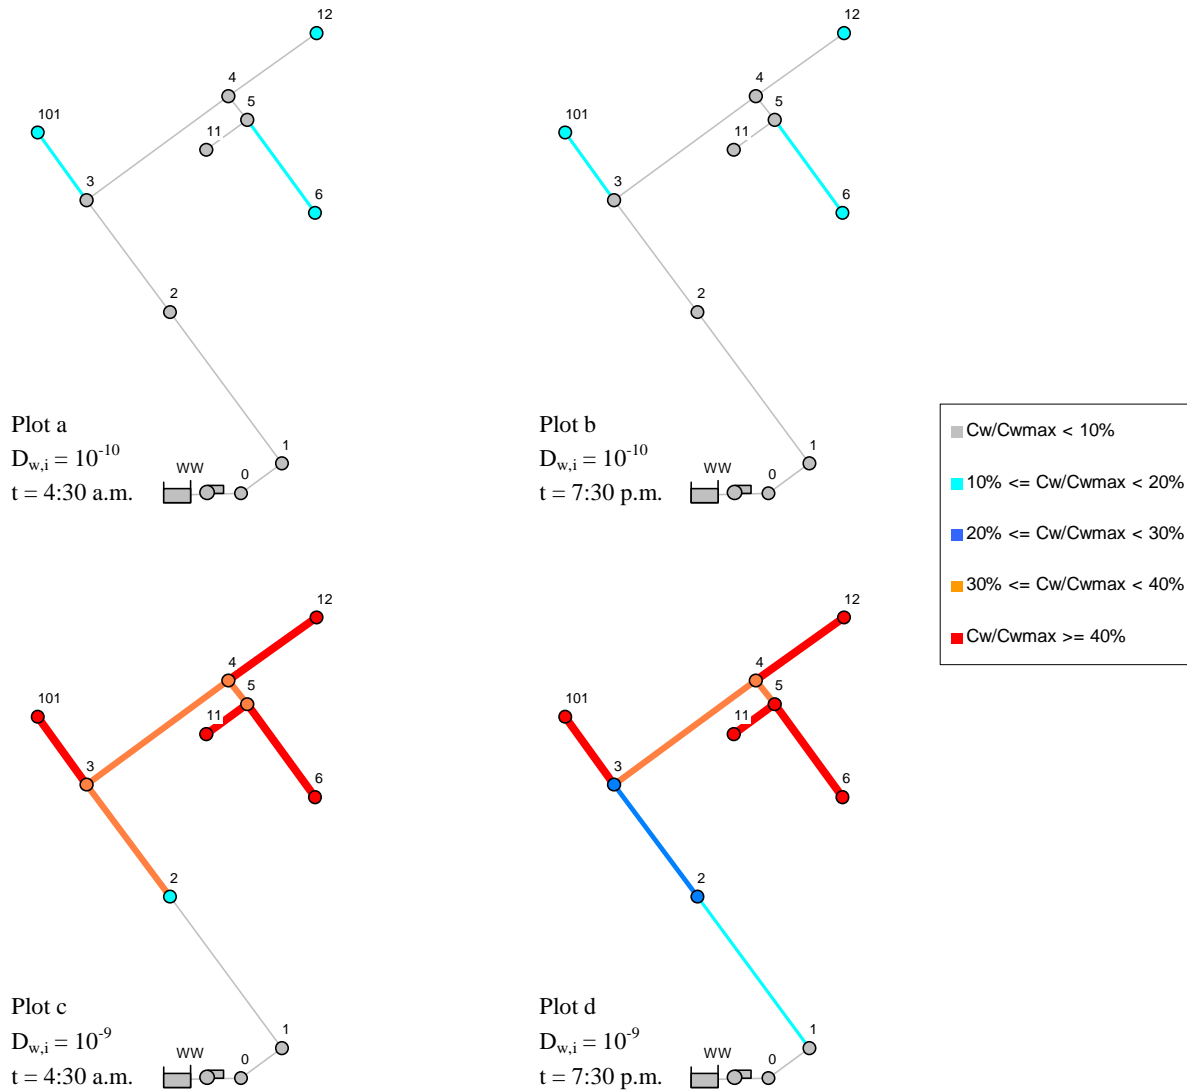 12
4
5
101
11
3
6
2
Plot a
D_w,i = 10^-10
t = 4:30 a.m.
1
WW
0
12
4
5
101
11
3
6
2
Plot b
D_w,i = 10^-10
t = 7:30 p.m.
1
WW
0
Cw/Cwmax < 10%
10% <= Cw/Cwmax < 20%
20% <= Cw/Cwmax < 30%
30% <= Cw/Cwmax < 40%
Cw/Cwmax >= 40%
12
4
5
101
11
3
6
2
Plot c
D_w,i = 10^-9
t = 4:30 a.m.
1
WW
0
12
4
5
101
11
3
6
2
Plot d
D_w,i = 10^-9
t = 7:30 p.m.
1
WW
0